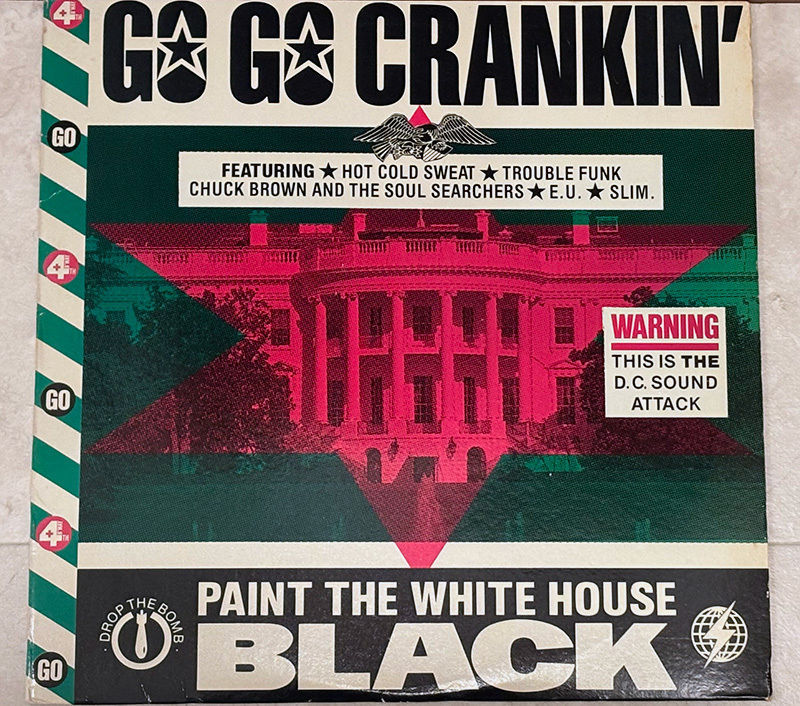 GO GO CRANKIN'
FEATURING ★ HOT COLD SWEAT ★ TROUBLE FUNK
CHUCK BROWN AND THE SOUL SEARCHERS ★ E.U. ★ SLIM.
WARNING
THIS IS THE
D.C. SOUND
ATTACK
PAINT THE WHITE HOUSE
BLACK
DROP THE BOMB
4TH
GO
4TH
GO
4TH
GO